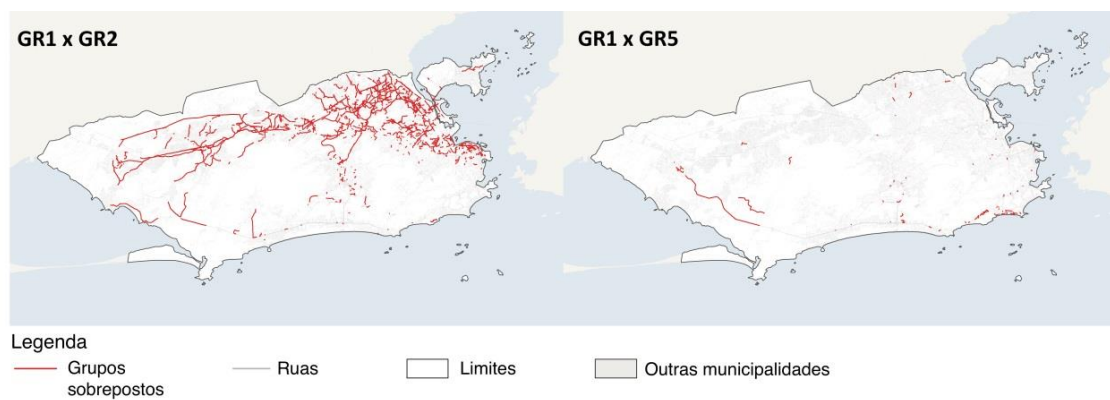 GR1 x GR2
GR1 x GR5
Legenda
Grupos
sobrepostos
Ruas
Limites
Outras municipalidades